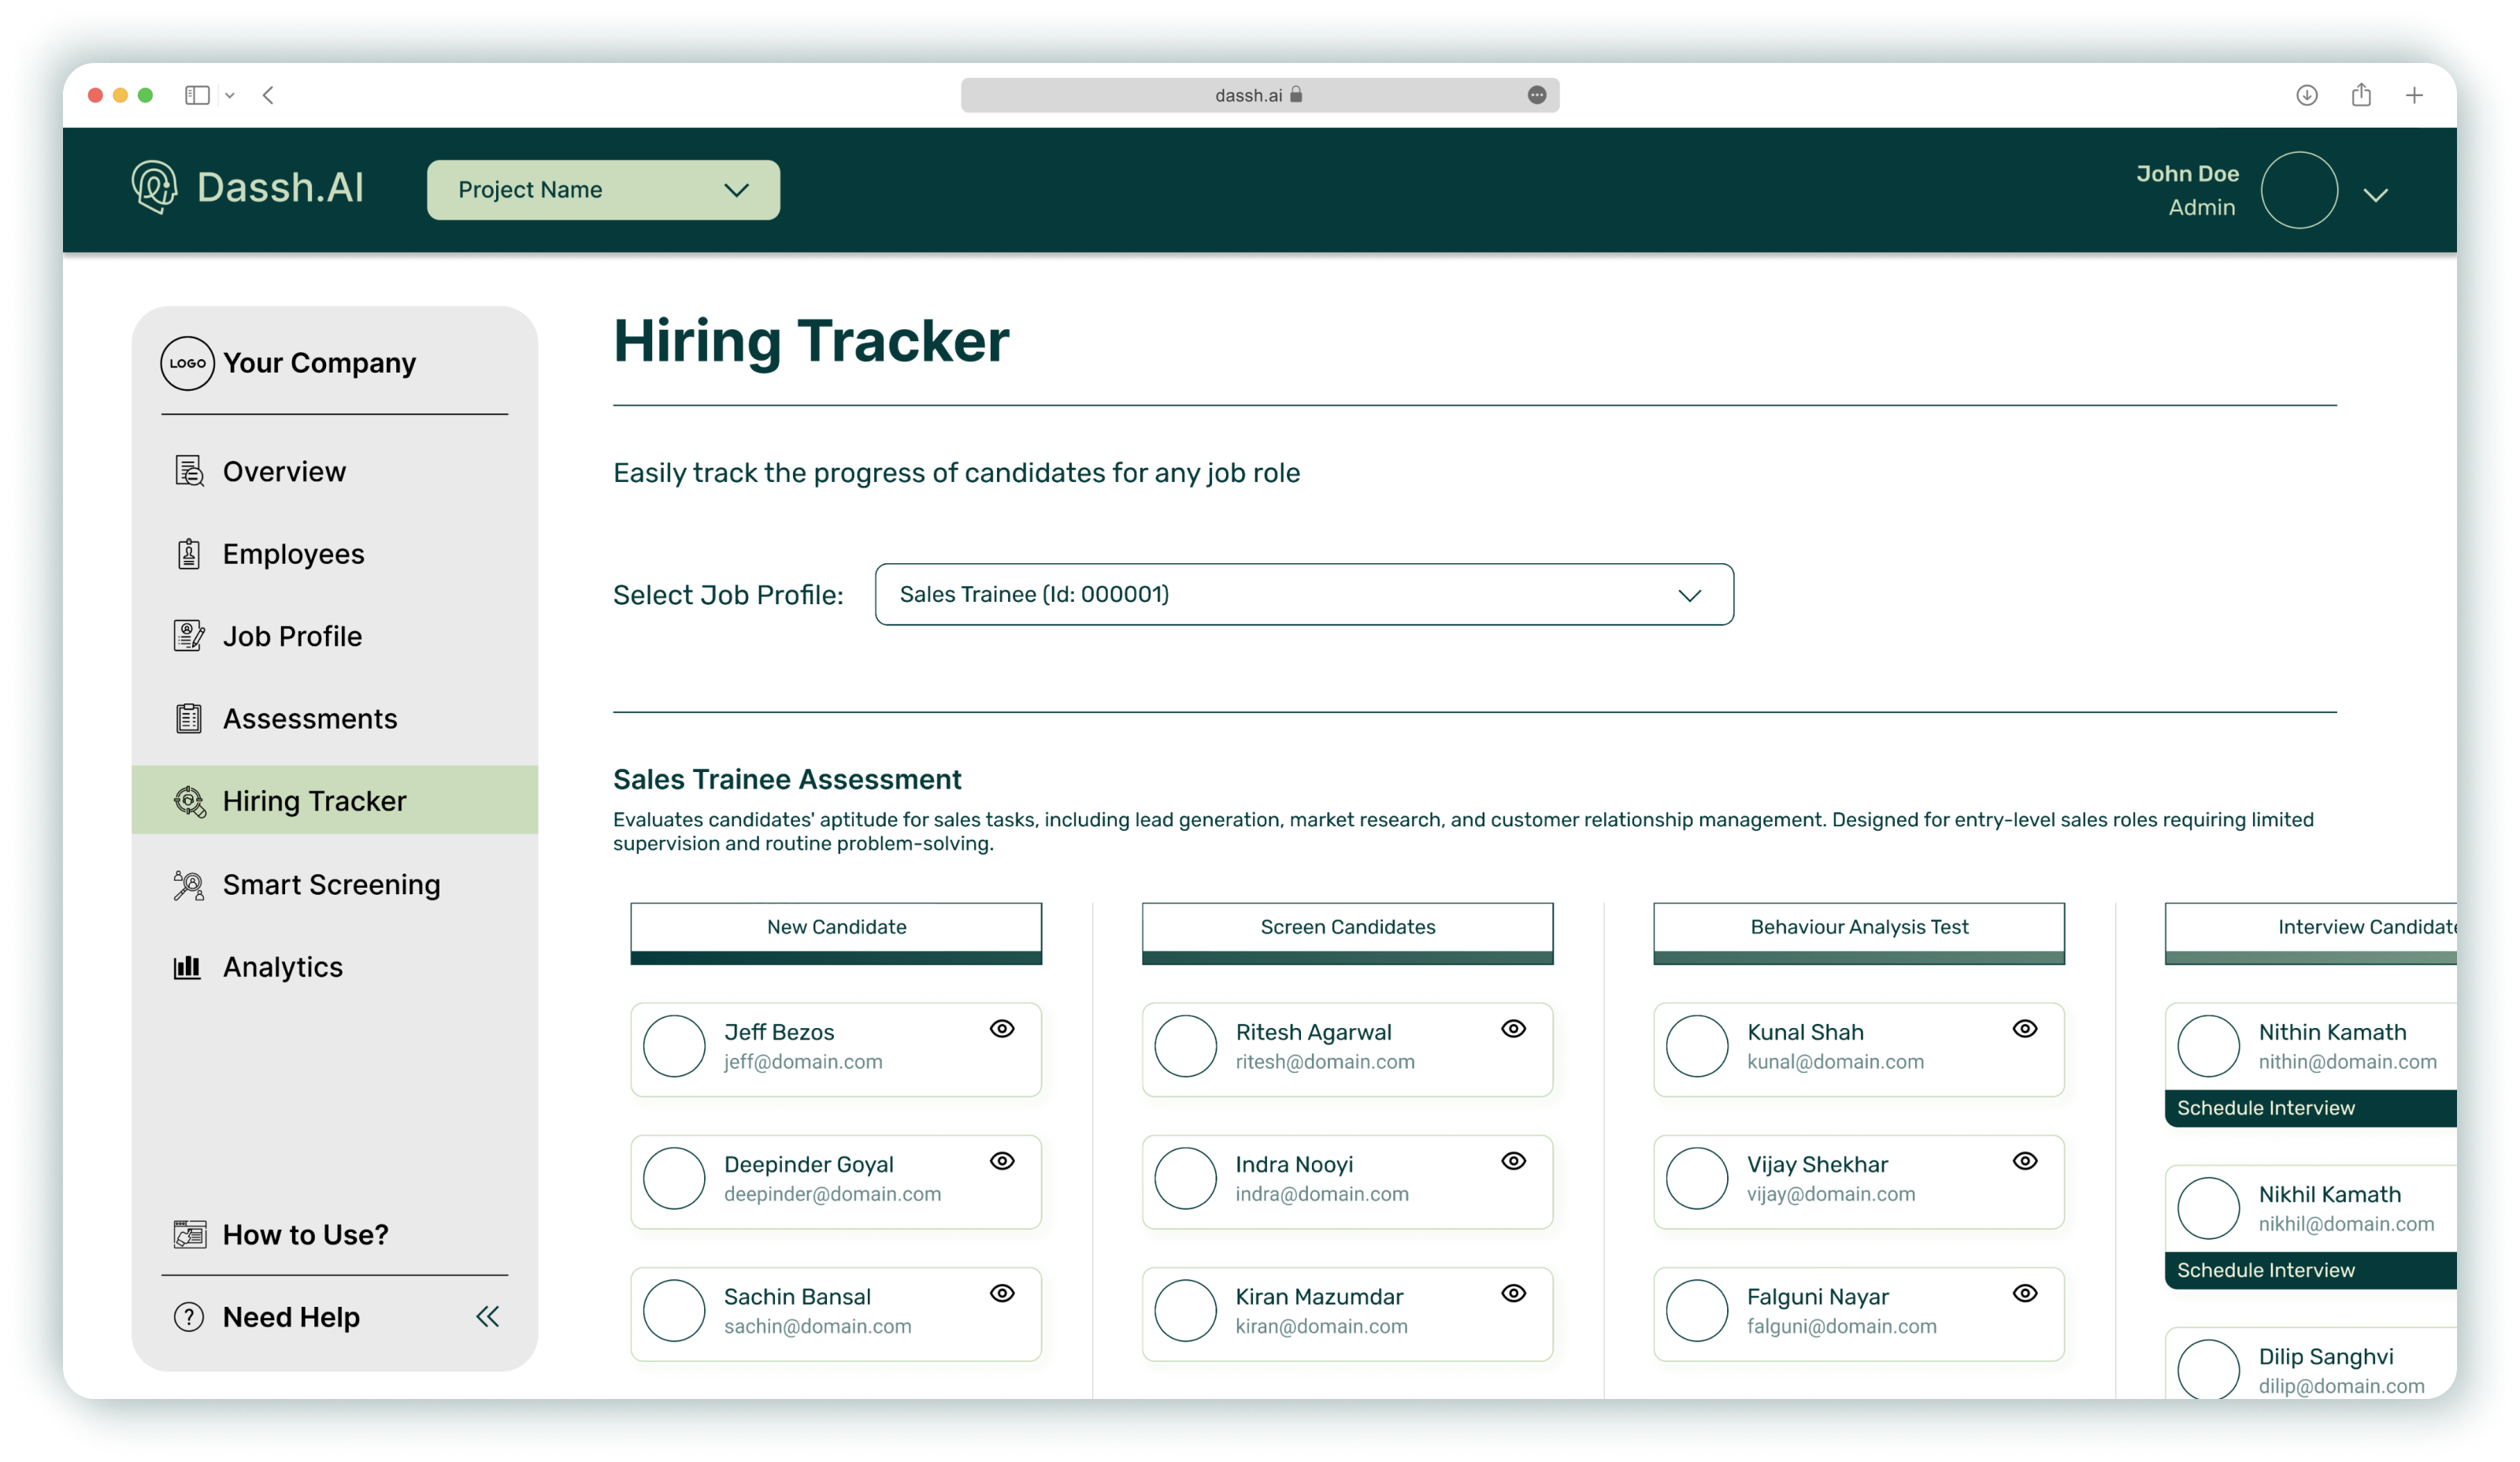 dassh.ai
Dassh.AI
Project Name
John Doe
Admin
LOGO
Your Company
Overview
Employees
Job Profile
Assessments
Hiring Tracker
Smart Screening
Analytics
How to Use?
Need Help
Hiring Tracker
Easily track the progress of candidates for any job role
Select Job Profile:
Sales Trainee (Id: 000001)
Sales Trainee Assessment
Evaluates candidates' aptitude for sales tasks, including lead generation, market research, and customer relationship management. Designed for entry-level sales roles requiring limited
supervision and routine problem-solving.
New Candidate
Jeff Bezos
jeff@domain.com
Deepinder Goyal
deepinder@domain.com
Sachin Bansal
sachin@domain.com
Screen Candidates
Ritesh Agarwal
ritesh@domain.com
Indra Nooyi
indra@domain.com
Kiran Mazumdar
kiran@domain.com
Behaviour Analysis Test
Kunal Shah
kunal@domain.com
Vijay Shekhar
vijay@domain.com
Falguni Nayar
falguni@domain.com
Interview Candidate
Nithin Kamath
nithin@domain.com
Schedule Interview
Nikhil Kamath
nikhil@domain.com
Schedule Interview
Dilip Sanghvi
dilip@domain.com